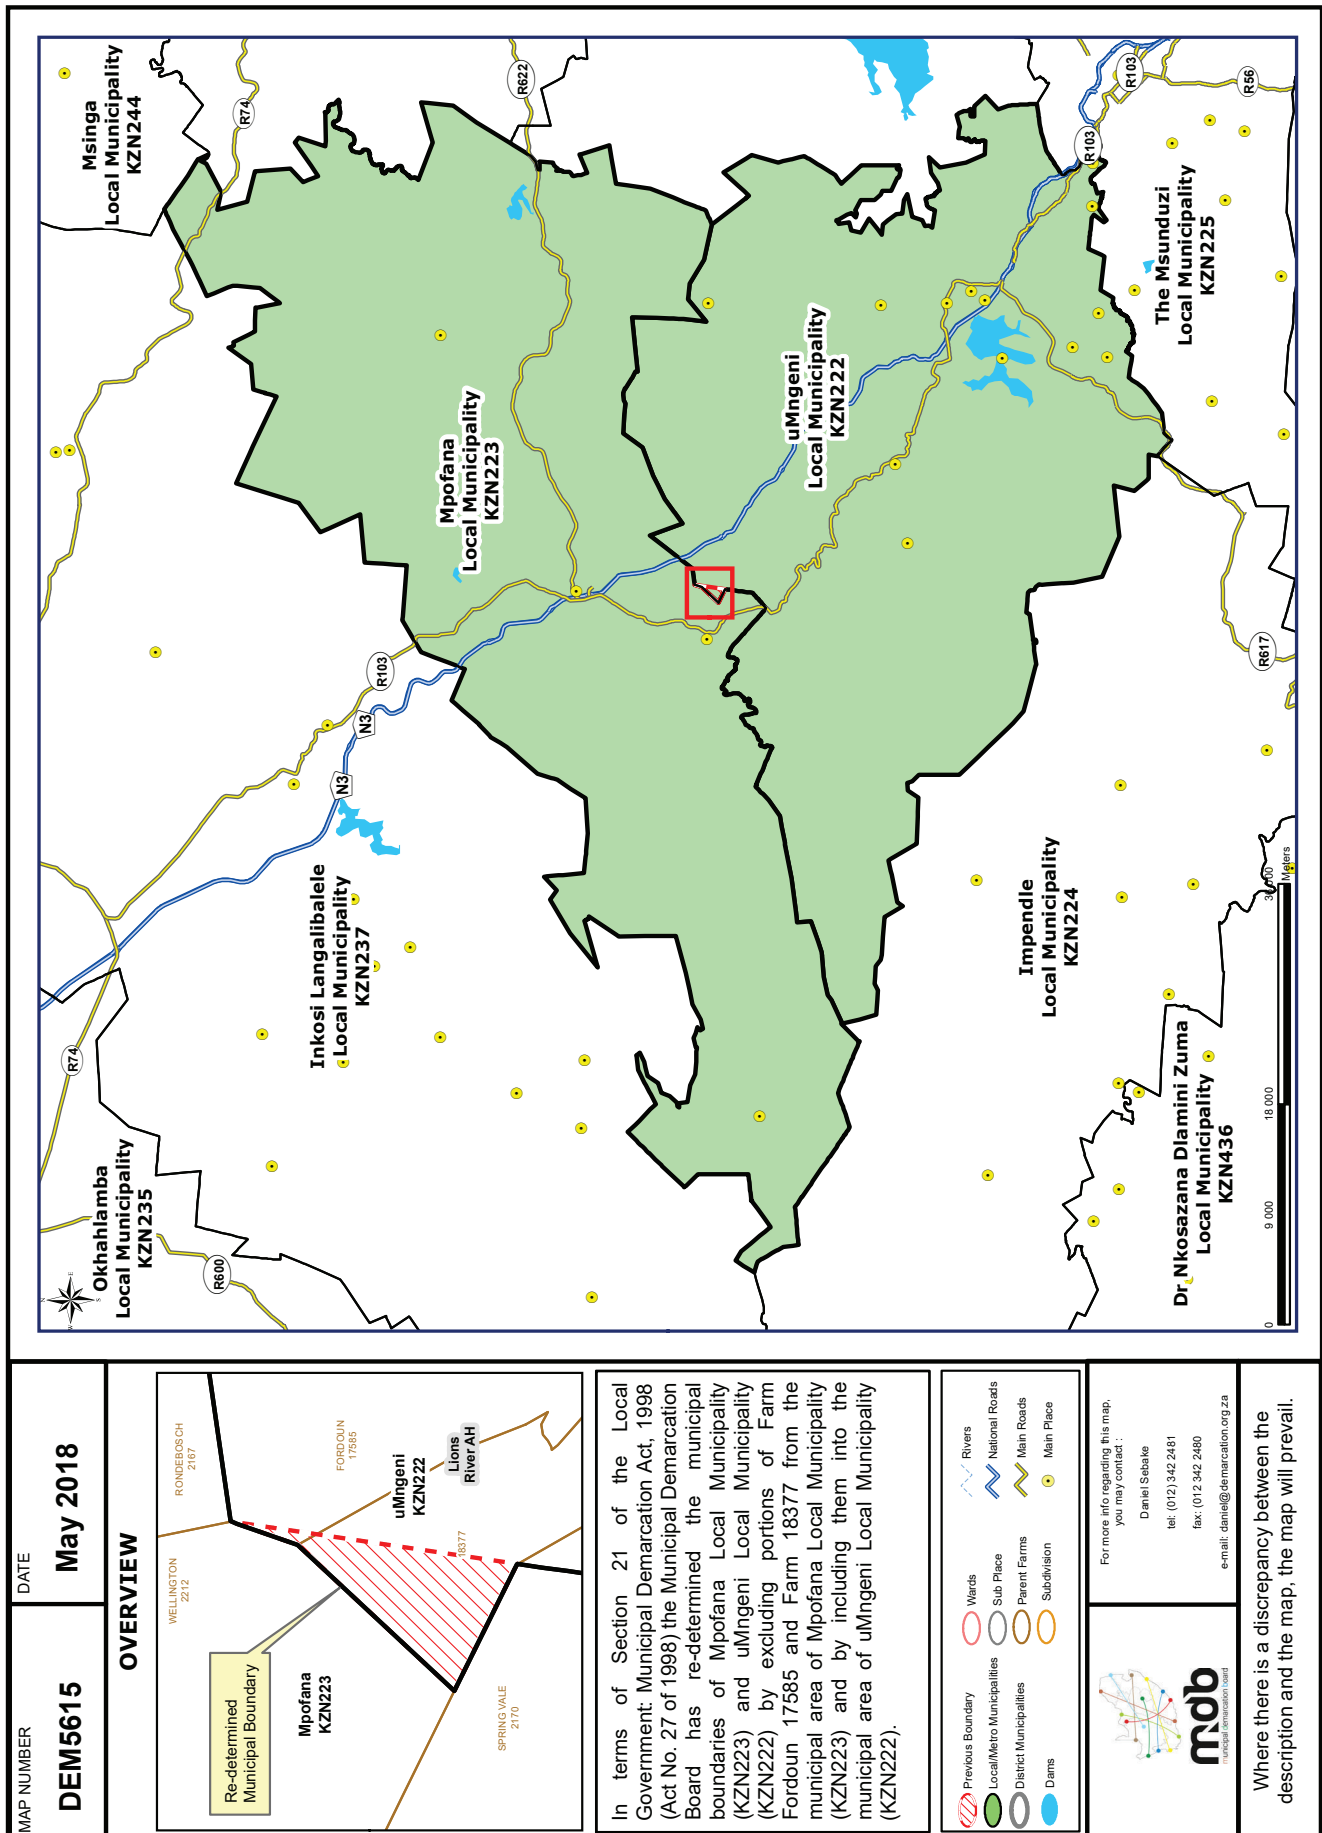 MAP NUMBER
DEM5615
DATE
May 2018
OVERVIEW
RONDEBOSCH
2167
WELLINGTON
2212
FORDOUN
17585
Re-determined
Municipal Boundary
Mpofana
KZN223
uMngeni
KZN222
Lions
River AH
18377
SPRING VALE
2170
In terms of Section 21 of the Local
Government: Municipal Demarcation Act, 1998
(Act No. 27 of 1998) the Municipal Demarcation
Board has re-determined the municipal
boundaries of Mpofana Local Municipality
(KZN223) and uMngeni Local Municipality
(KZN222) by excluding portions of Farm
Fordoun 17585 and Farm 18377 from the
municipal area of Mpofana Local Municipality
(KZN223) and by including them into the
municipal area of uMngeni Local Municipality
(KZN222).
Previous Boundary
Local/Metro Municipalities
District Municipalities
Dams
Wards
Sub Place
Parent Farms
Subdivision
Rivers
National Roads
Main Roads
Main Place
mdb
municipal demarcation board
For more info regarding this map,
you may contact :
Daniel Sebake
tel: (012) 342 2481
fax: (012 342 2480
e-mail: daniel@demarcation.org.za
Where there is a discrepancy between the
description and the map, the map will prevail.
N
E
S
W
Okhahlamba
Local Municipality
KZN235
R600
R74
Inkosi Langalibalele
Local Municipality
KZN237
N3
N3
R103
Msinga
Local Municipality
KZN244
R74
R622
Mpofana
Local Municipality
KZN223
uMngeni
Local Municipality
KZN222
R103
R103
R56
The Msunduzi
Local Municipality
KZN225
R617
Impendle
Local Municipality
KZN224
Dr Nkosazana Dlamini Zuma
Local Municipality
KZN436
0
9 000
18 000
Meters